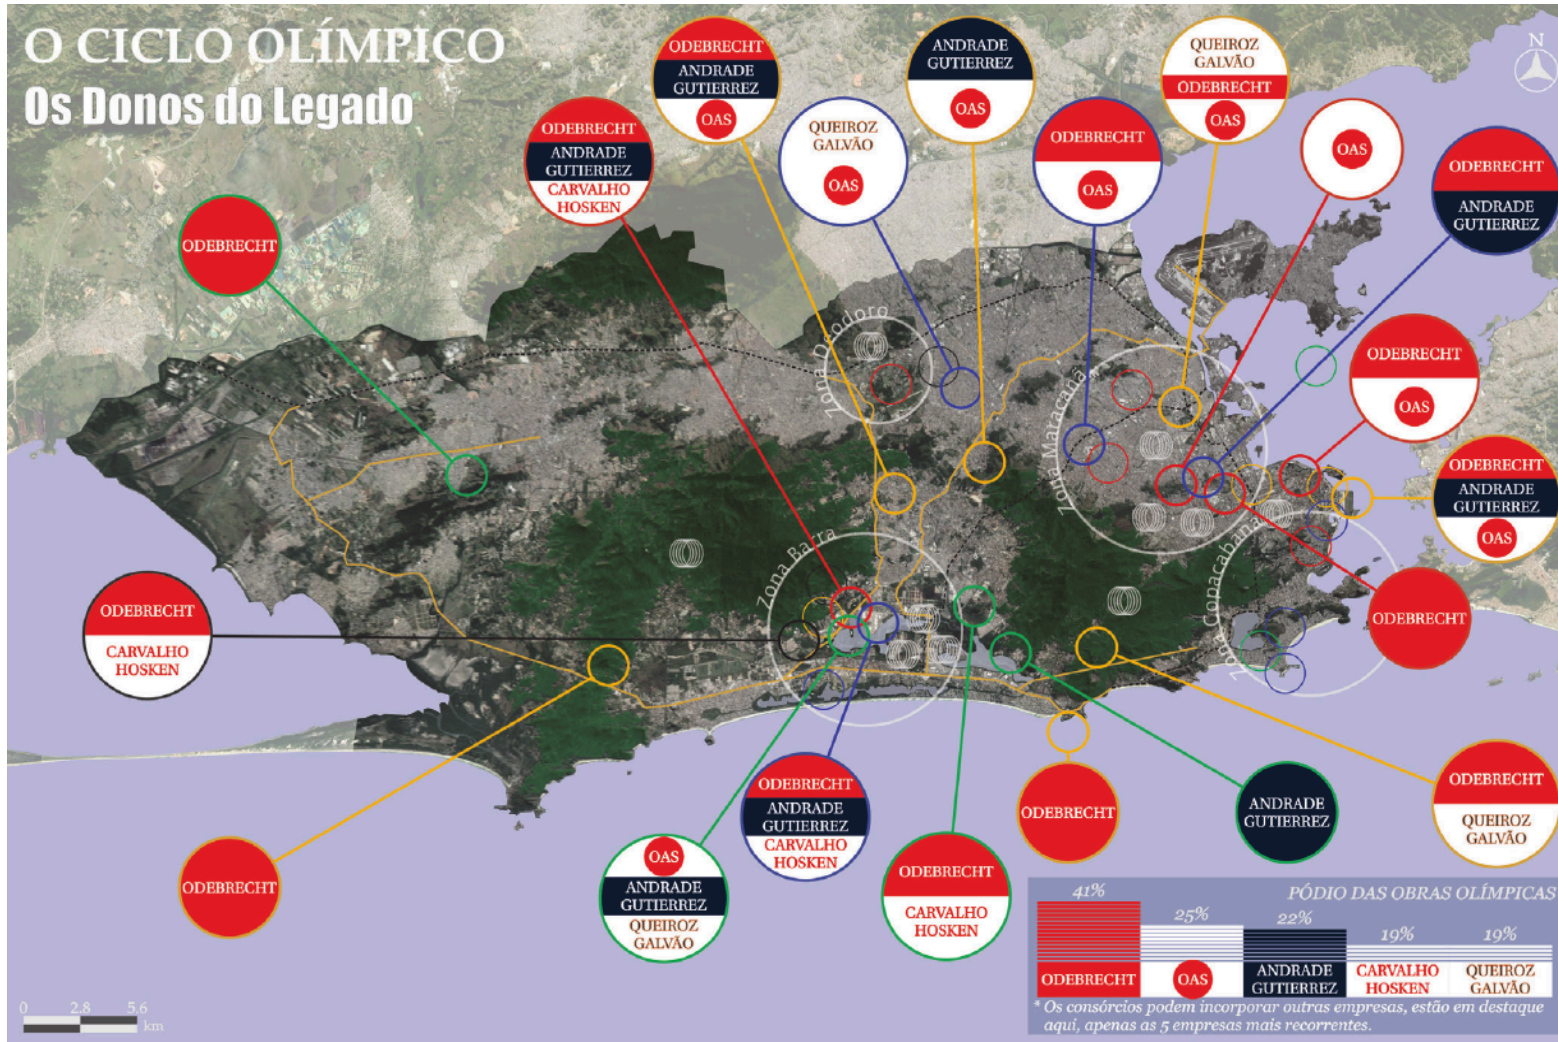 O CICLO OLÍMPICO
Os Donos do Legado
N
ODEBRECHT
ANDRADE
GUTIERREZ
OAS
ANDRADE
GUTIERREZ
OAS
QUEIROZ
GALVÃO
ODEBRECHT
OAS
ODEBRECHT
ANDRADE
GUTIERREZ
CARVALHO
HOSKEN
QUEIROZ
GALVÃO
OAS
ODEBRECHT
OAS
OAS
ODEBRECHT
ANDRADE
GUTIERREZ
ODEBRECHT
ODEBRECHT
OAS
Zona Deodoro
Zona Maracanã
ODEBRECHT
ANDRADE
GUTIERREZ
OAS
Zona Barra
Zona Copacabana
ODEBRECHT
CARVALHO
HOSKEN
ODEBRECHT
ODEBRECHT
ANDRADE
GUTIERREZ
CARVALHO
HOSKEN
ODEBRECHT
ANDRADE
GUTIERREZ
ODEBRECHT
QUEIROZ
GALVÃO
ODEBRECHT
OAS
ANDRADE
GUTIERREZ
QUEIROZ
GALVÃO
ODEBRECHT
CARVALHO
HOSKEN
PÓDIO DAS OBRAS OLÍMPICAS
41%
25%
22%
19%
19%
ODEBRECHT
OAS
ANDRADE
GUTIERREZ
CARVALHO
HOSKEN
QUEIROZ
GALVÃO
* Os consórcios podem incorporar outras empresas, estão em destaque
aqui, apenas as 5 empresas mais recorrentes.
0 2.8 5.6
km